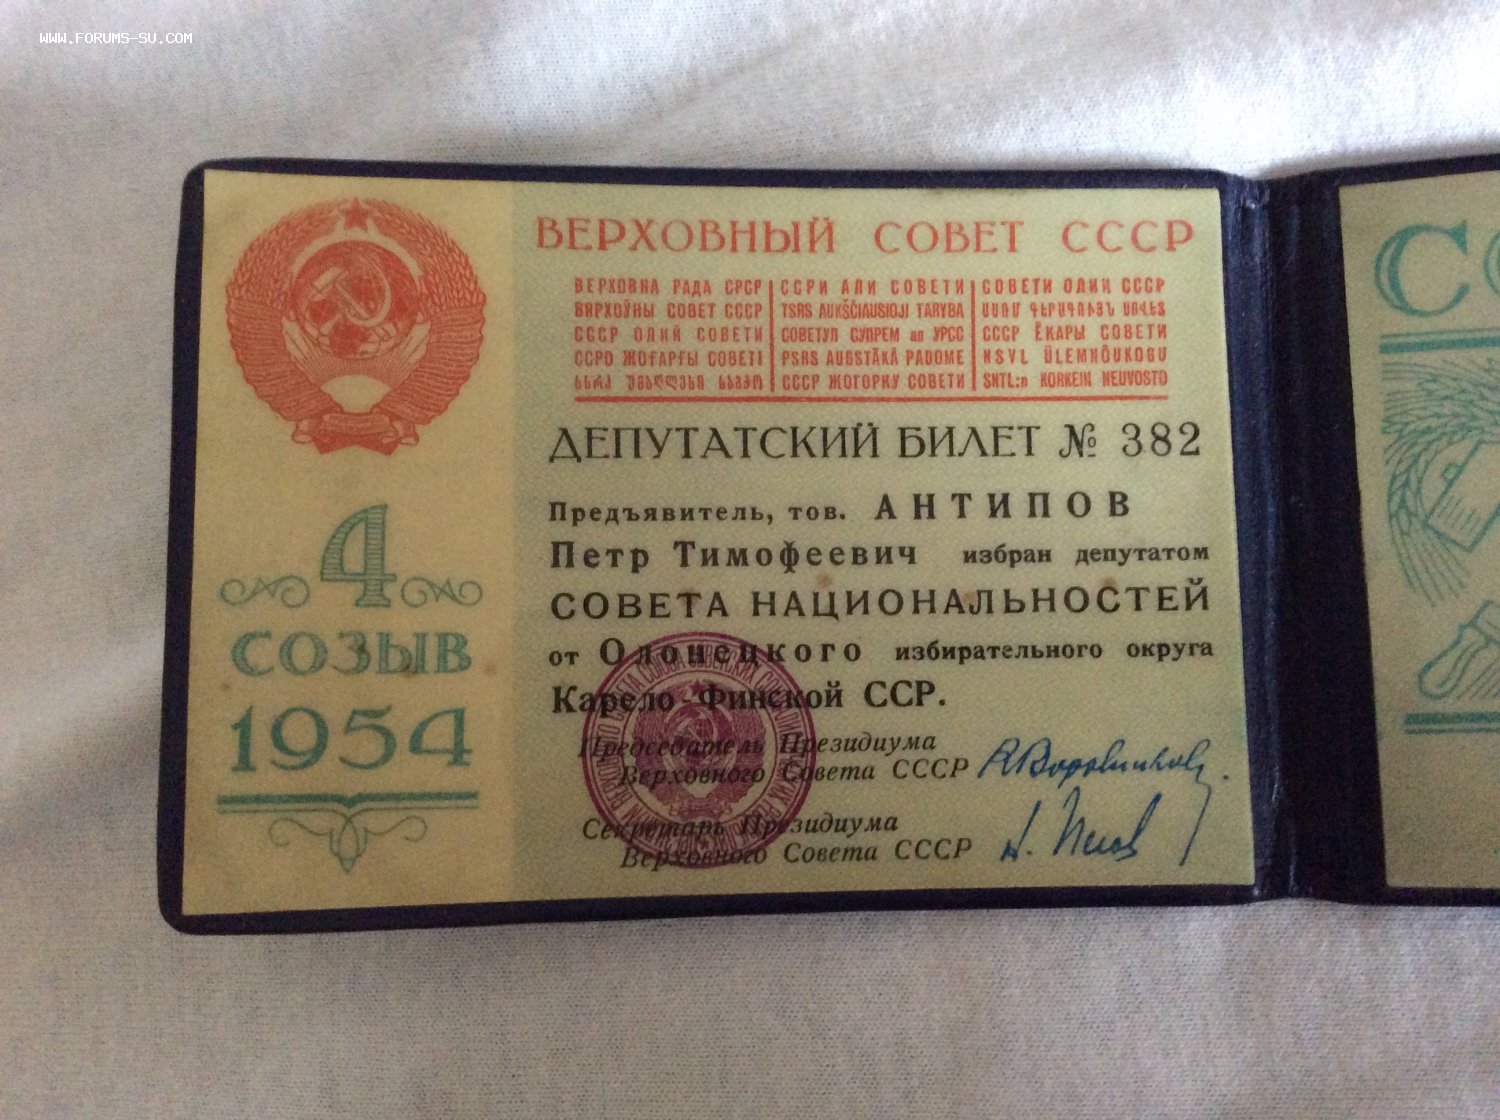 WWW.FORUMS-SU.COM
ВЕРХОВНЫЙ СОВЕТ СССР
ВЕРХОВНА РАДА СРСР
ВЯРХОЎНЫ СОВЕТ СССР
СССР ОЛИЙ СОВЕТИ
ССРО ЖОҒАРҒЫ СОВЕТІ
ССРИ АЛИ СОВЕТИ
TSRS AUKŠČIAUSIOJI TARYBA
СОВЕТУЛ СУПРЕМ ал УРСС
PSRS AUGSTĀKĀ PADOME
СССР ЖОГОРКУ СОВЕТИ
СОВЕТИ ОЛИИ СССР
СССР ЁКАРЫ СОВЕТИ
NSVL ÜLEMNÕUKOGU
SNTL:n KORKEIN NEUVOSTO
ДЕПУТАТСКИЙ БИЛЕТ № 382
Предъявитель, тов. АНТИПОВ
Петр Тимофеевич избран депутатом
СОВЕТА НАЦИОНАЛЬНОСТЕЙ
от Олонецкого избирательного округа
Карело-Финской ССР.
Председатель Президиума
Верховного Совета СССР
Секретарь Президиума
Верховного Совета СССР
4
СОЗЫВ
1954